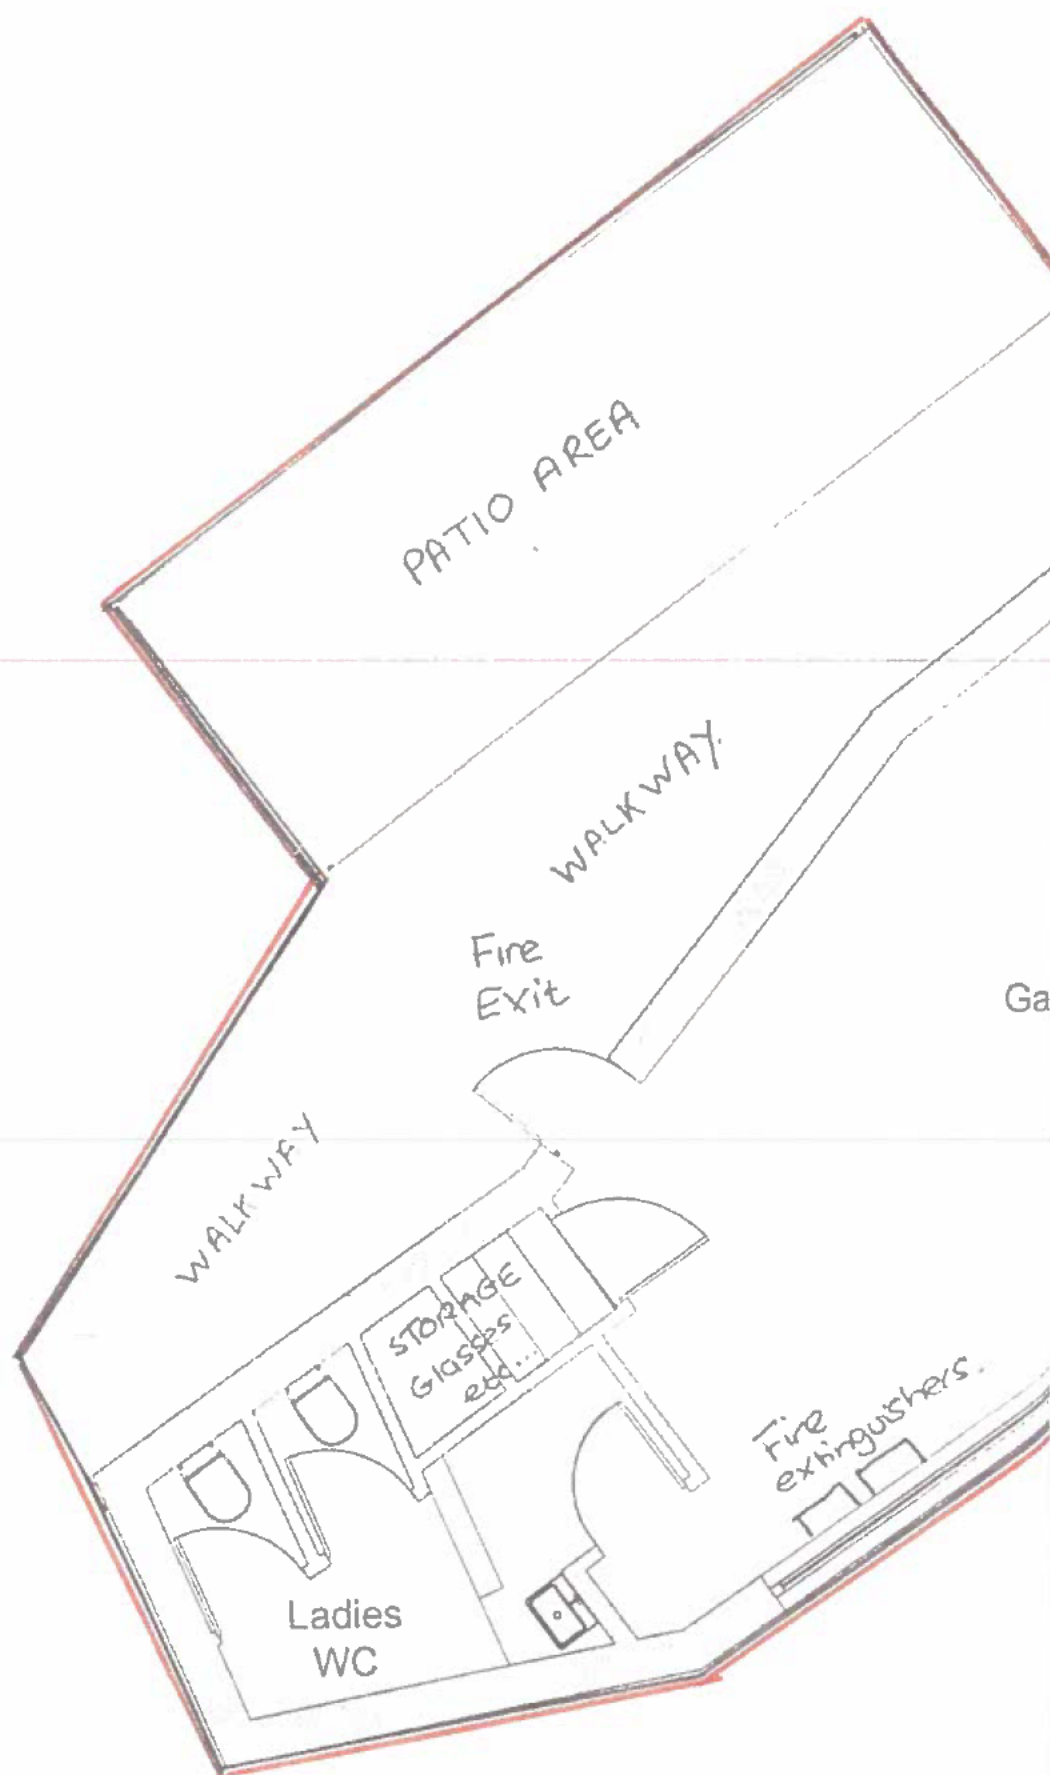 PATIO AREA
WALKWAY.
Fire
Exit
Ga
WALKWAY
STORAGE
Glasses
etc...
Fire
extinguishers.
Ladies
WC